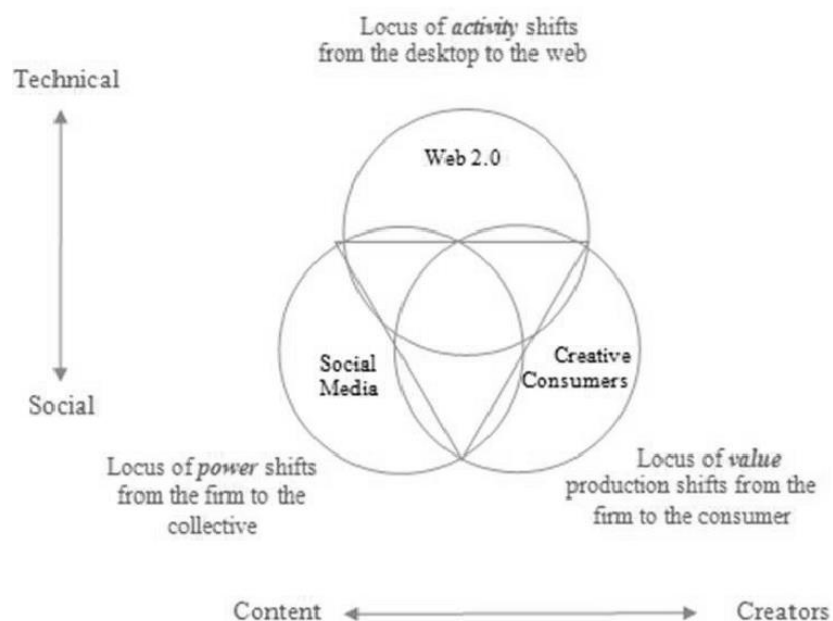 Locus of activity shifts
from the desktop to the web
Technical
Web 2.0
Social
Media
Creative
Consumers
Social
Locus of power shifts
from the firm to the
collective
Locus of value
production shifts from the
firm to the consumer
Content
Creators